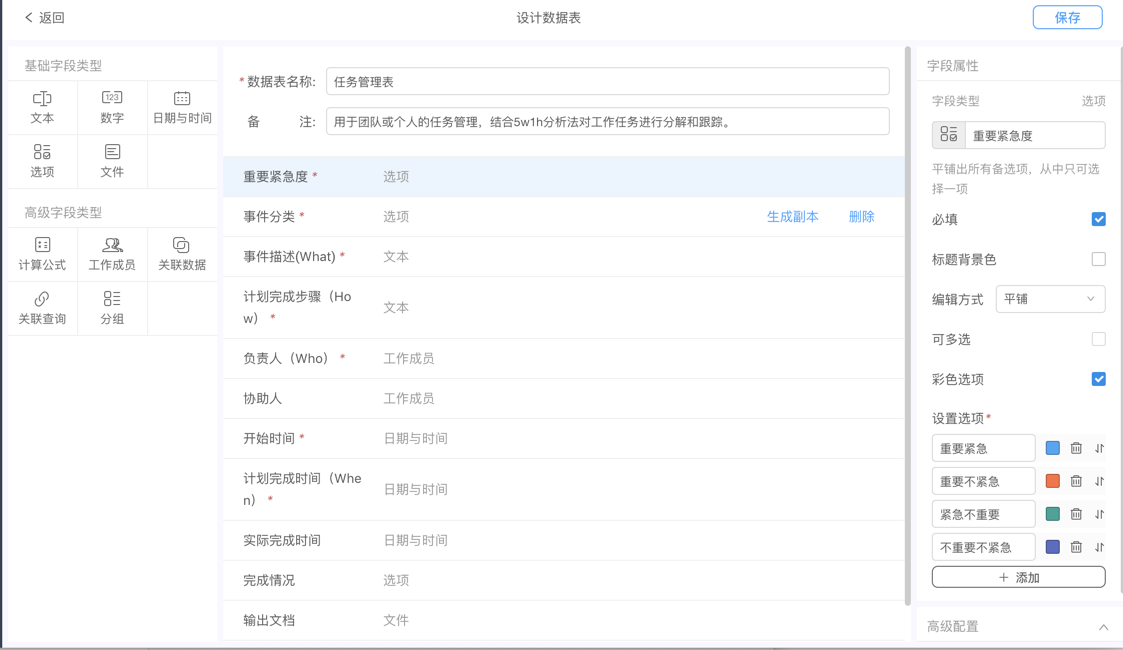 返回
设计数据表
保存
基础字段类型
文本
数字
日期与时间
选项
文件
高级字段类型
计算公式
工作成员
关联数据
关联查询
分组
*数据表名称:
任务管理表
备 注:
用于团队或个人的任务管理，结合5w1h分析法对工作任务进行分解和跟踪。
重要紧急度 * 选项
事件分类 * 选项 生成副本 删除
事件描述(What) * 文本
计划完成步骤（Ho
w） * 文本
负责人（Who） * 工作成员
协助人 工作成员
开始时间 * 日期与时间
计划完成时间（Whe
n） * 日期与时间
实际完成时间 日期与时间
完成情况 选项
输出文档 文件
字段属性
字段类型 选项
重要紧急度
平铺出所有备选项，从中只可选
择一项
必填
标题背景色
编辑方式 平铺
可多选
彩色选项
设置选项*
重要紧急
重要不紧急
紧急不重要
不重要不紧急
+ 添加
高级配置